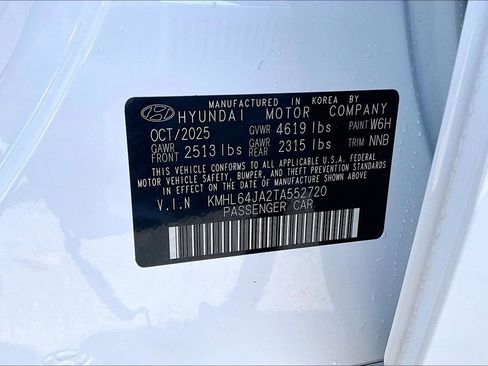 MANUFACTURED IN KOREA BY
HYUNDAI MOTOR COMPANY
OCT/2025 GVWR 4619 lbs PAINT W6H
GAWR FRONT 2513 lbs GAWR REAR 2315 lbs TRIM NNB
THIS VEHICLE CONFORMS TO ALL APPLICABLE U.S.A. FEDERAL
MOTOR VEHICLE SAFETY, BUMPER, AND THEFT PREVENTION STANDARDS
IN EFFECT ON THE DATE OF MANUFACTURE SHOWN ABOVE.
V.I.N KMHL64JA2TA552720
PASSENGER CAR